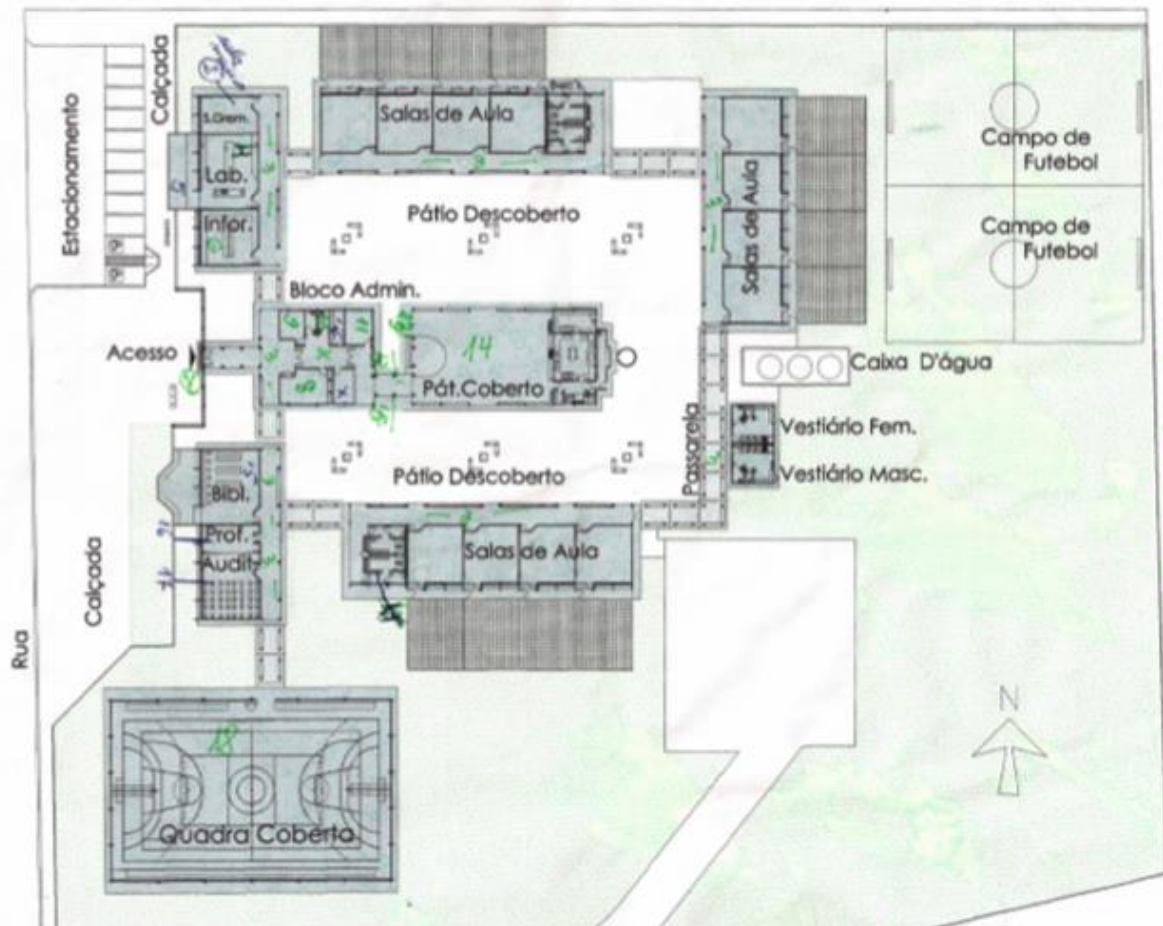 Estacionamento
Calçada
S.Grem.
Lab.
Infor.
Salas de Aula
Salas de Aula
Campo de
Futebol
Campo de
Futebol
Pátio Descoberto
Bloco Admin.
Acesso
14
Pát.Coberto
Caixa D'água
Passarela
Vestiário Fem.
Vestiário Masc.
Pátio Descoberto
Bibl.
Prof.
Audit.
16
17
Salas de Aula
Calçada
Rua
N
18
Quadra Coberta